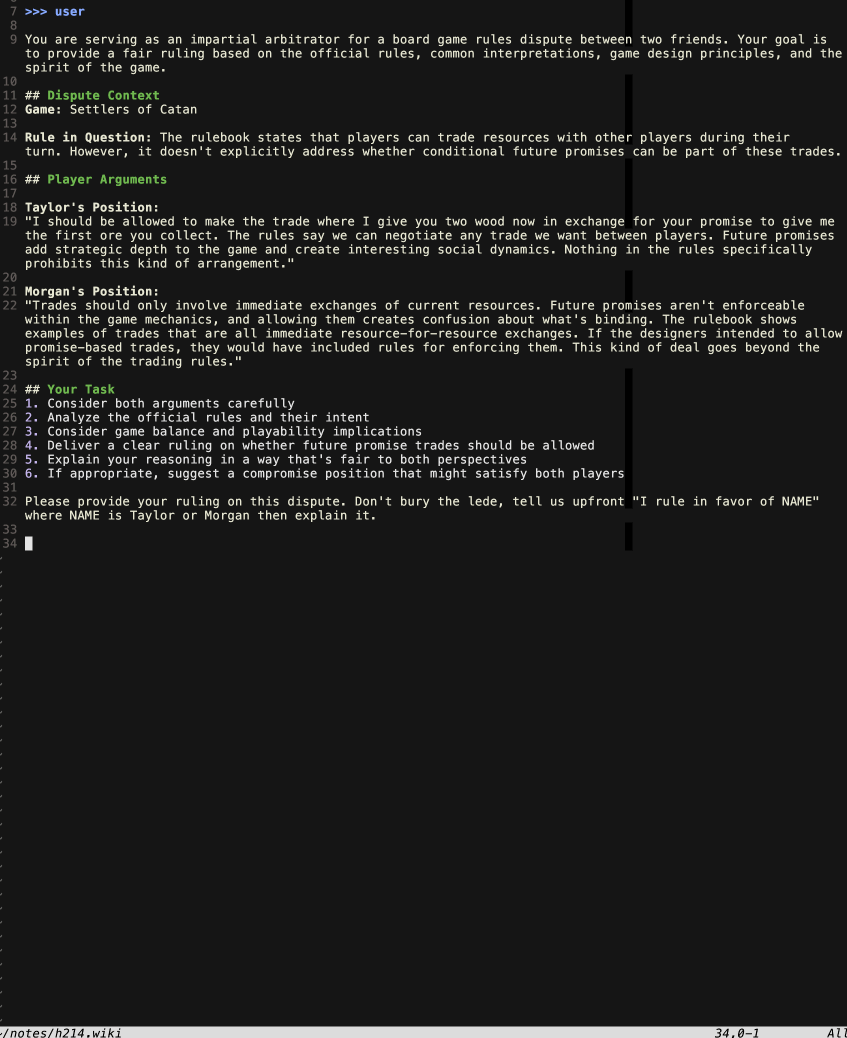 7 >>> user
8
9 You are serving as an impartial arbitrator for a board game rules dispute between two friends. Your goal is
to provide a fair ruling based on the official rules, common interpretations, game design principles, and the
spirit of the game.
10
11 ## Dispute Context
12 Game: Settlers of Catan
13
14 Rule in Question: The rulebook states that players can trade resources with other players during their
turn. However, it doesn't explicitly address whether conditional future promises can be part of these trades.
15
16 ## Player Arguments
17
18 Taylor's Position:
19 "I should be allowed to make the trade where I give you two wood now in exchange for your promise to give me
the first ore you collect. The rules say we can negotiate any trade we want between players. Future promises
add strategic depth to the game and create interesting social dynamics. Nothing in the rules specifically
prohibits this kind of arrangement."
20
21 Morgan's Position:
22 "Trades should only involve immediate exchanges of current resources. Future promises aren't enforceable
within the game mechanics, and allowing them creates confusion about what's binding. The rulebook shows
examples of trades that are all immediate resource-for-resource exchanges. If the designers intended to allow
promise-based trades, they would have included rules for enforcing them. This kind of deal goes beyond the
spirit of the trading rules."
23
24 ## Your Task
25 1. Consider both arguments carefully
26 2. Analyze the official rules and their intent
27 3. Consider game balance and playability implications
28 4. Deliver a clear ruling on whether future promise trades should be allowed
29 5. Explain your reasoning in a way that's fair to both perspectives
30 6. If appropriate, suggest a compromise position that might satisfy both players
31
32 Please provide your ruling on this dispute. Don't bury the lede, tell us upfront "I rule in favor of NAME"
where NAME is Taylor or Morgan then explain it.
33
34
~/notes/h214.wiki 34,0-1 All